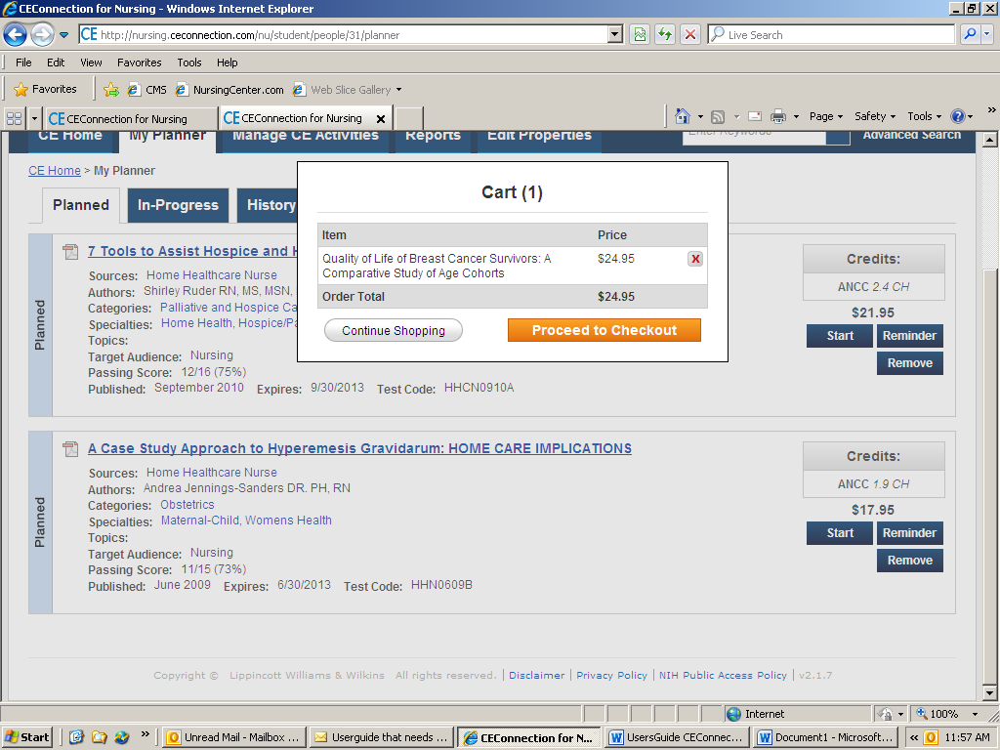 CEConnection for Nursing - Windows Internet Explorer
CE http://nursing.ceconnection.com/nu/student/people/31/planner
Live Search
File Edit View Favorites Tools Help
Favorites CMS NursingCenter.com Web Slice Gallery
CE CEConnection for Nursing CE CEConnection for Nursing Page Safety Tools »
CE Home My Planner Manage CE Activities Reports Edit Properties Enter Keywords Advanced Search
CE Home > My Planner
Planned In-Progress History
Cart (1)
Item Price
Quality of Life of Breast Cancer Survivors: A $24.95 X
Comparative Study of Age Cohorts
Order Total $24.95
Continue Shopping Proceed to Checkout
Planned
7 Tools to Assist Hospice and H
Sources: Home Healthcare Nurse
Authors: Shirley Ruder RN, MS, MSN,
Categories: Palliative and Hospice Ca
Specialties: Home Health, Hospice/Pa
Topics:
Target Audience: Nursing
Passing Score: 12/16 (75%)
Published: September 2010 Expires: 9/30/2013 Test Code: HHCN0910A
Credits:
ANCC 2.4 CH
$21.95
Start Reminder
Remove
Planned
A Case Study Approach to Hyperemesis Gravidarum: HOME CARE IMPLICATIONS
Sources: Home Healthcare Nurse
Authors: Andrea Jennings-Sanders DR. PH, RN
Categories: Obstetrics
Specialties: Maternal-Child, Womens Health
Topics:
Target Audience: Nursing
Passing Score: 11/15 (73%)
Published: June 2009 Expires: 6/30/2013 Test Code: HHN0609B
Credits:
ANCC 1.9 CH
$17.95
Start Reminder
Remove
Copyright © Lippincott Williams & Wilkins All rights reserved. | Disclaimer | Privacy Policy | NIH Public Access Policy | v2.1.7
Internet 100%
Start » Unread Mail - Mailbox ... Userguide that needs ... CEConnection for N... UsersGuide CEConnec... Document1 - Microsoft... « 11:57 AM